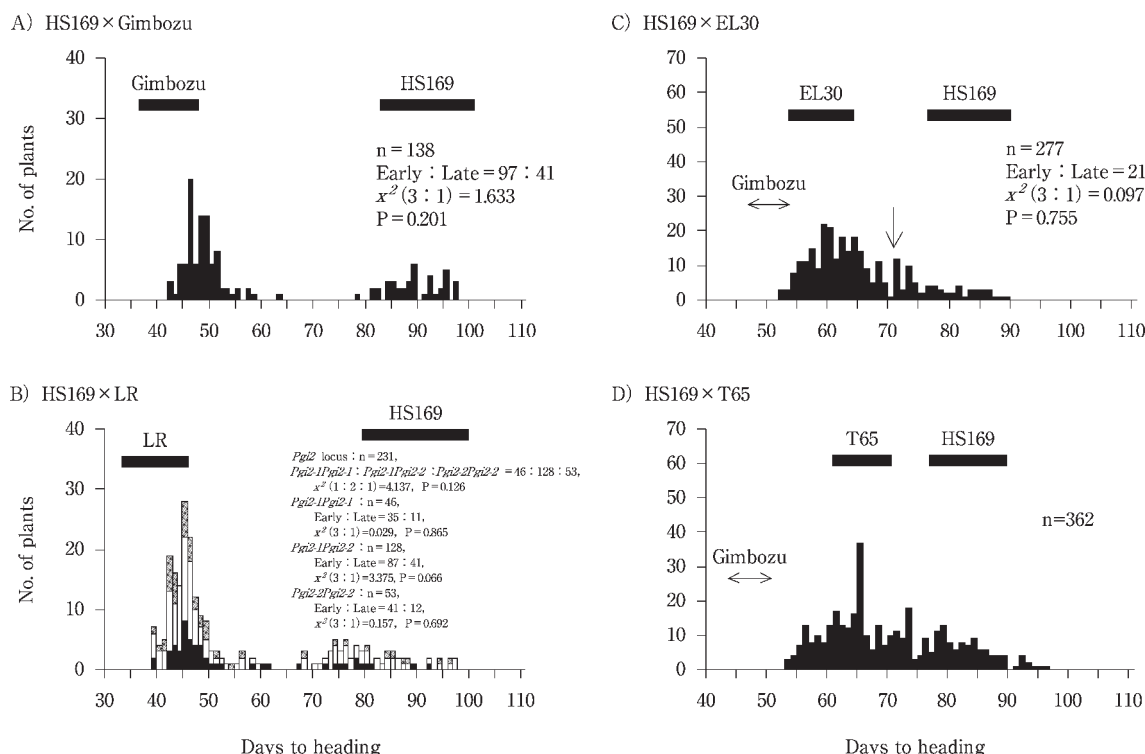 A) HS169×Gimbozu
40
30
20
10
0
No. of plants
Gimbozu
HS169
n=138
Early : Late=97 : 41
x² (3 : 1) =1.633
P=0.201
30 40 50 60 70 80 90 100 110
B) HS169×LR
40
30
20
10
0
No. of plants
LR
HS169
Pgi2 locus : n=231,
Pgi2-1Pgi2-1 : Pgi2-1Pgi2-2 : Pgi2-2Pgi2-2 =46 : 128 : 53,
x² (1 : 2 : 1) =4.137, P=0.126
Pgi2-1Pgi2-1 : n=46,
Early : Late=35 : 11,
x² (3 : 1) =0.029, P=0.865
Pgi2-1Pgi2-2 : n=128,
Early : Late=87 : 41,
x² (3 : 1) =3.375, P=0.066
Pgi2-2Pgi2-2 : n=53,
Early : Late=41 : 12,
x² (3 : 1) =0.157, P=0.692
30 40 50 60 70 80 90 100 110
Days to heading
C) HS169×EL30
70
60
50
40
30
20
10
0
EL30
HS169
Gimbozu
n=277
Early : Late=21
x² (3 : 1) =0.097
P=0.755
40 50 60 70 80 90 100 110
D) HS169×T65
70
60
50
40
30
20
10
0
T65
HS169
Gimbozu
n=362
40 50 60 70 80 90 100 110
Days to heading